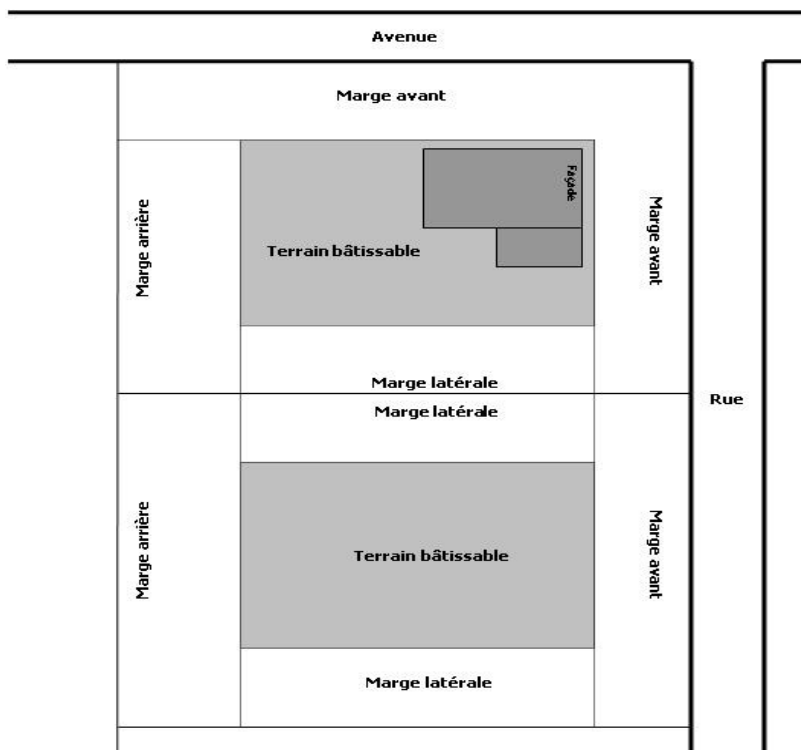 Avenue
Marge avant
Façade
Marge arrière
Terrain bâtissable
Marge avant
Marge latérale
Marge latérale
Rue
Marge arrière
Terrain bâtissable
Marge avant
Marge latérale